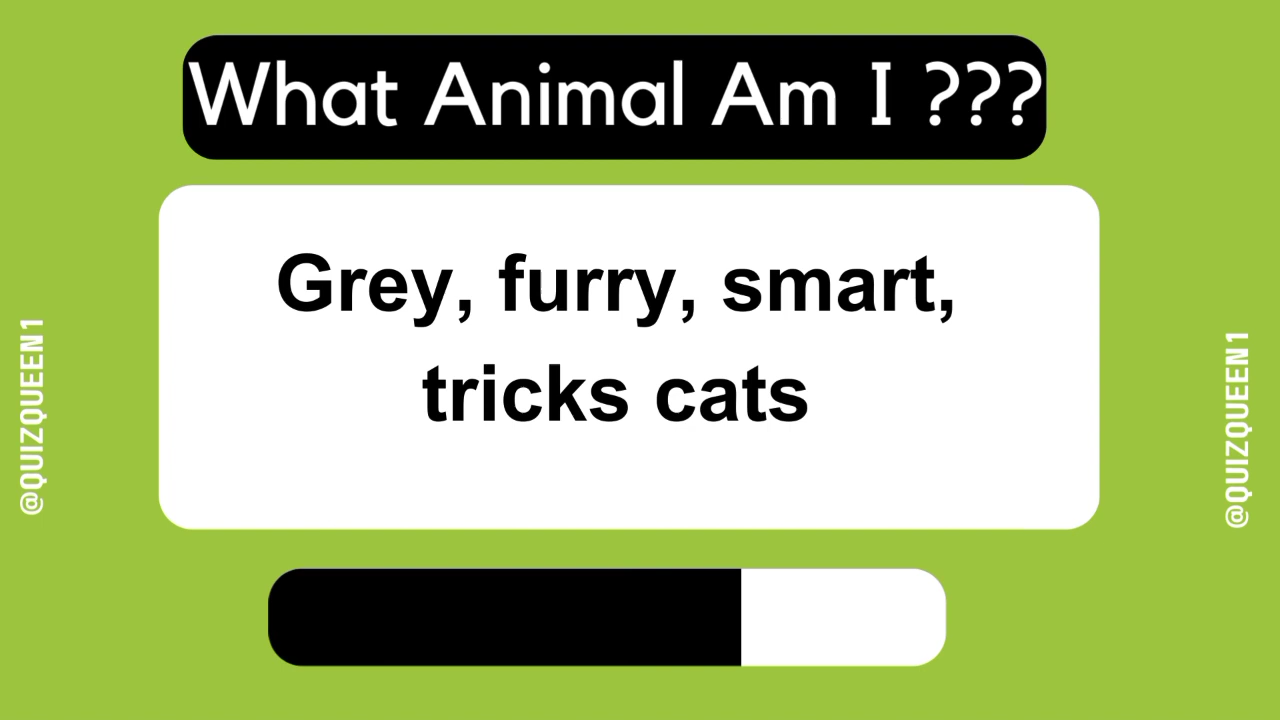 What Animal Am I ???
Grey, furry, smart,
tricks cats
@QUIZQUEEN1
@QUIZQUEEN1